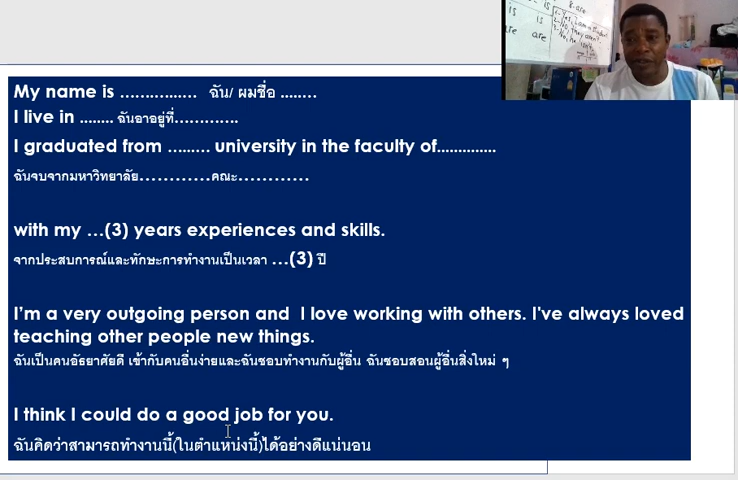 is is
are are
My name is .................. ฉัน/ ผมชื่อ .........
I live in ........ ฉันอาอยู่ที่.............
I graduated from ......... university in the faculty of..............
ฉันจบจากมหาวิทยาลัย............คณะ............
with my ...(3) years experiences and skills.
จากประสบการณ์และทักษะการทำงานเป็นเวลา ...(3) ปี
I'm a very outgoing person and I love working with others. I've always loved
teaching other people new things.
ฉันเป็นคนอัธยาศัยดี เข้ากับคนอื่นง่ายและฉันชอบทำงานกับผู้อื่น ฉันชอบสอนผู้อื่นสิ่งใหม่ ๆ
I think I could do a good job for you.
ฉันคิดว่าสามารถทำงานนี้(ในตำแหน่งนี้)ได้อย่างดีแน่นอน